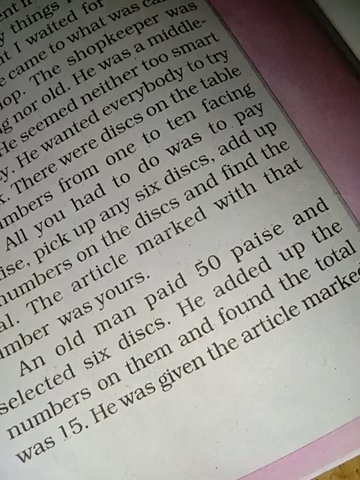 y things
t I waited for
e came to what was
op. The shopkeeper was
g nor old. He was a middle-
He seemed neither too smart
y. He wanted everybody to try
k. There were discs on the table
mbers from one to ten facing
All you had to do was to pay
ise, pick up any six discs, add up
numbers on the discs and find the
al. The article marked with that
mber was yours.
An old man paid 50 paise and
selected six discs. He added up the
numbers on them and found the total
was 15. He was given the article marke